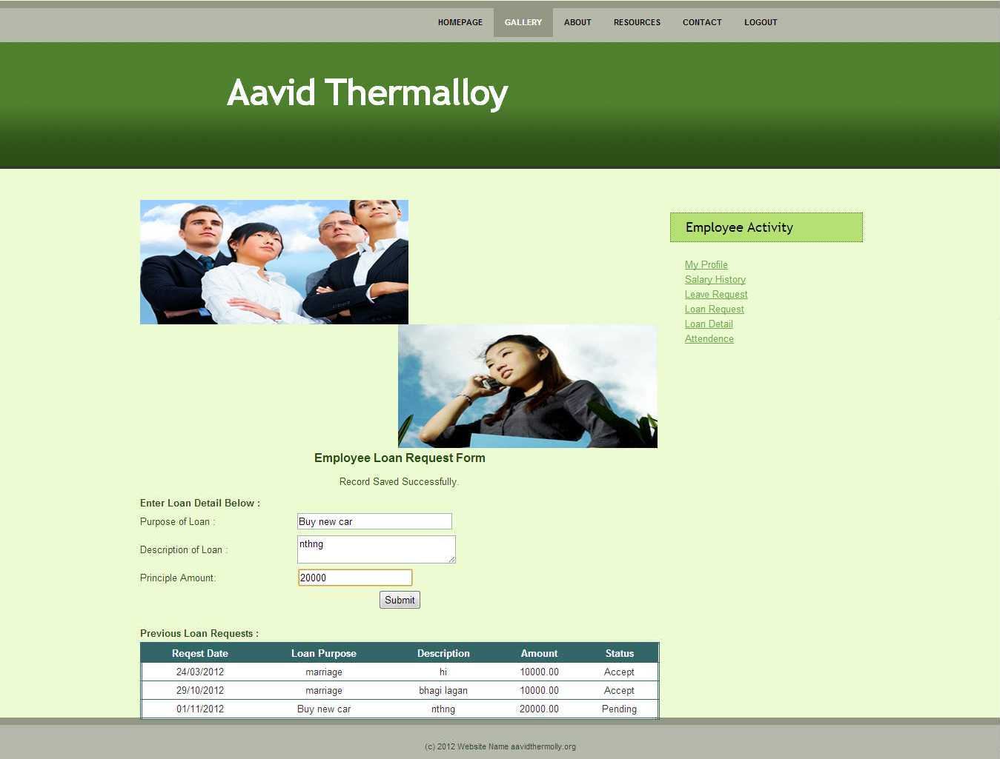 HOMEPAGE GALLERY ABOUT RESOURCES CONTACT LOGOUT
Aavid Thermalloy
Employee Activity
My Profile
Salary History
Leave Request
Loan Request
Loan Detail
Attendence
Employee Loan Request Form
Record Saved Successfully.
Enter Loan Detail Below :
Purpose of Loan : Buy new car
Description of Loan : nthng
Principle Amount: 20000
Submit
Previous Loan Requests :
Reqest Date Loan Purpose Description Amount Status
24/03/2012 marriage hi 10000.00 Accept
29/10/2012 marriage bhagi lagan 10000.00 Accept
01/11/2012 Buy new car nthng 20000.00 Pending
(c) 2012 Website Name aavidthermolly.org